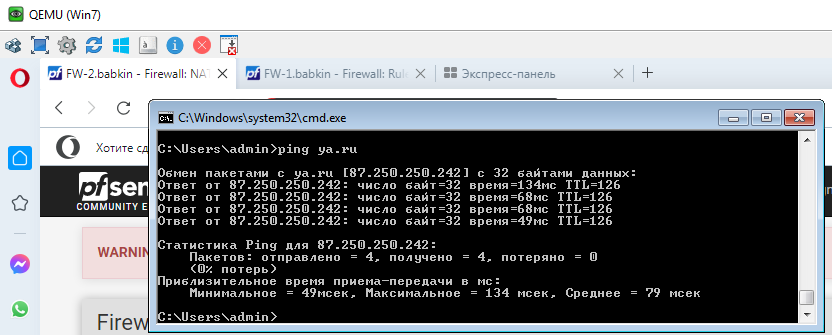 QEMU (Win7)
FW-2.babkin - Firewall: NA
FW-1.babkin - Firewall: Rul
Экспресс-панель
C:\Windows\system32\cmd.exe
Хотите сд
pfsen
COMMUNITY E
WARNIN
Firew
C:\Users\admin>ping ya.ru
Обмен пакетами с ya.ru [87.250.250.242] с 32 байтами данных:
Ответ от 87.250.250.242: число байт=32 время=134мс TTL=126
Ответ от 87.250.250.242: число байт=32 время=68мс TTL=126
Ответ от 87.250.250.242: число байт=32 время=68мс TTL=126
Ответ от 87.250.250.242: число байт=32 время=49мс TTL=126
Статистика Ping для 87.250.250.242:
Пакетов: отправлено = 4, получено = 4, потеряно = 0
(0% потерь)
Приблизительное время приема-передачи в мс:
Минимальное = 49мсек, Максимальное = 134 мсек, Среднее = 79 мсек
C:\Users\admin>